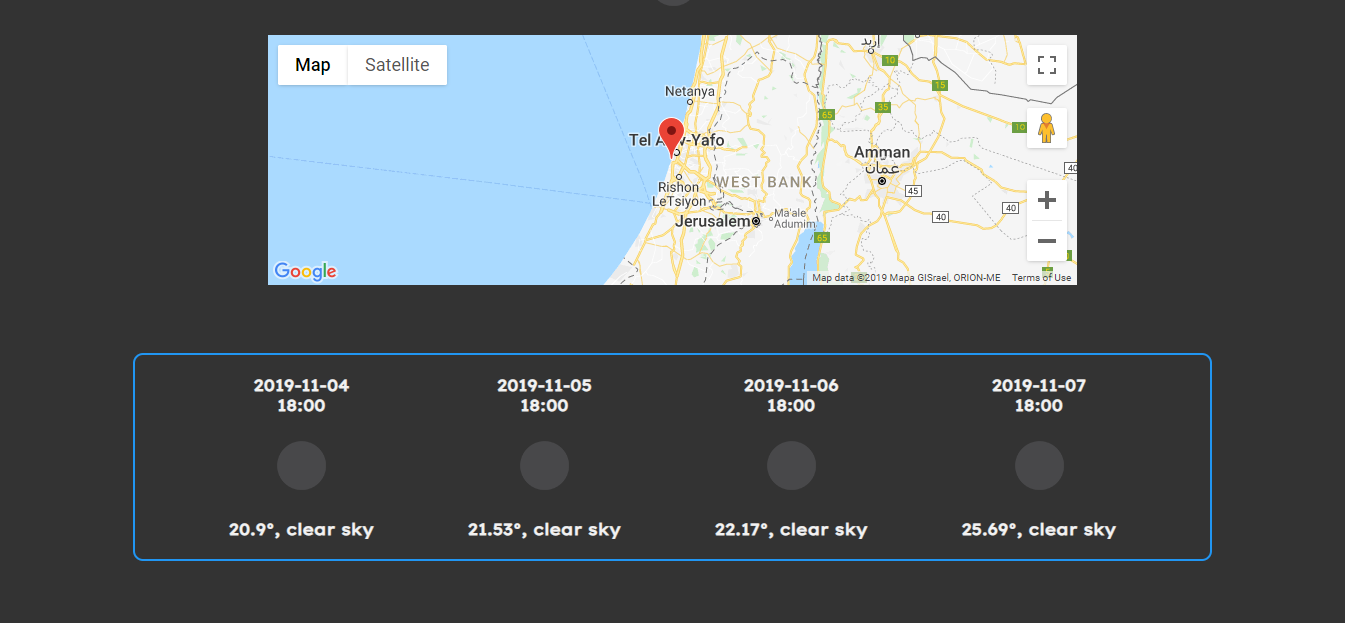 Map Satellite
إربد
10
15
Netanya
65
35
10
Tel A v-Yafo
Amman
عمان
40
Rishon
LeTsiyon
WEST BANK
45
40
40
Jerusalem
Ma'ale
Adumim
65
Google
Map data ©2019 Mapa GISrael, ORION-ME Terms of Use
2019-11-04 2019-11-05 2019-11-06 2019-11-07
18:00 18:00 18:00 18:00
20.9°, clear sky 21.53°, clear sky 22.17°, clear sky 25.69°, clear sky